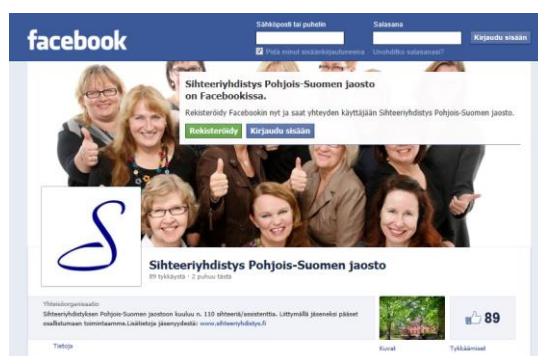 facebook
Sähköposti tai puhelin
Salasana
Kirjaudu sisään
Pidä minut sisäänkirjautuneena
Unohditko salasanasi?
Sihteeriyhdistys Pohjois-Suomen jaosto
on Facebookissa.
Rekisteröidy Facebookin nyt ja saat yhteyden käyttäjään Sihteeriyhdistys Pohjois-Suomen jaosto.
Rekisteröidy
Kirjaudu sisään
S
Sihteeriyhdistys Pohjois-Suomen jaosto
89 tykkäystä · 2 puhuu tästä
Yhteisöorganisaatio
Sihteeriyhdistyksen Pohjois-Suomen jaostoon kuuluu n. 110 sihteeriä/assistenttia. Liittymällä jäseneksi pääset
osallistumaan toimintaamme.Lisätietoja jäsenyydestä: www.sihteeriyhdistys.fi
89
Tietoja
Kuvat
Tykkäämiset